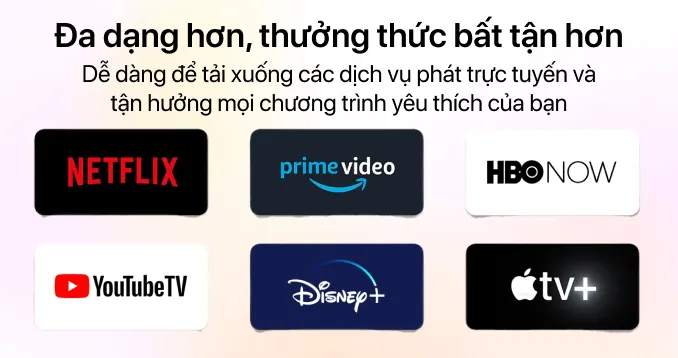 Đa dạng hơn, thưởng thức bất tận hơn
Dễ dàng để tải xuống các dịch vụ phát trực tuyến và
tận hưởng mọi chương trình yêu thích của bạn
NETFLIX
prime video
HBO NOW
YouTubeTV
Disney+
tv+